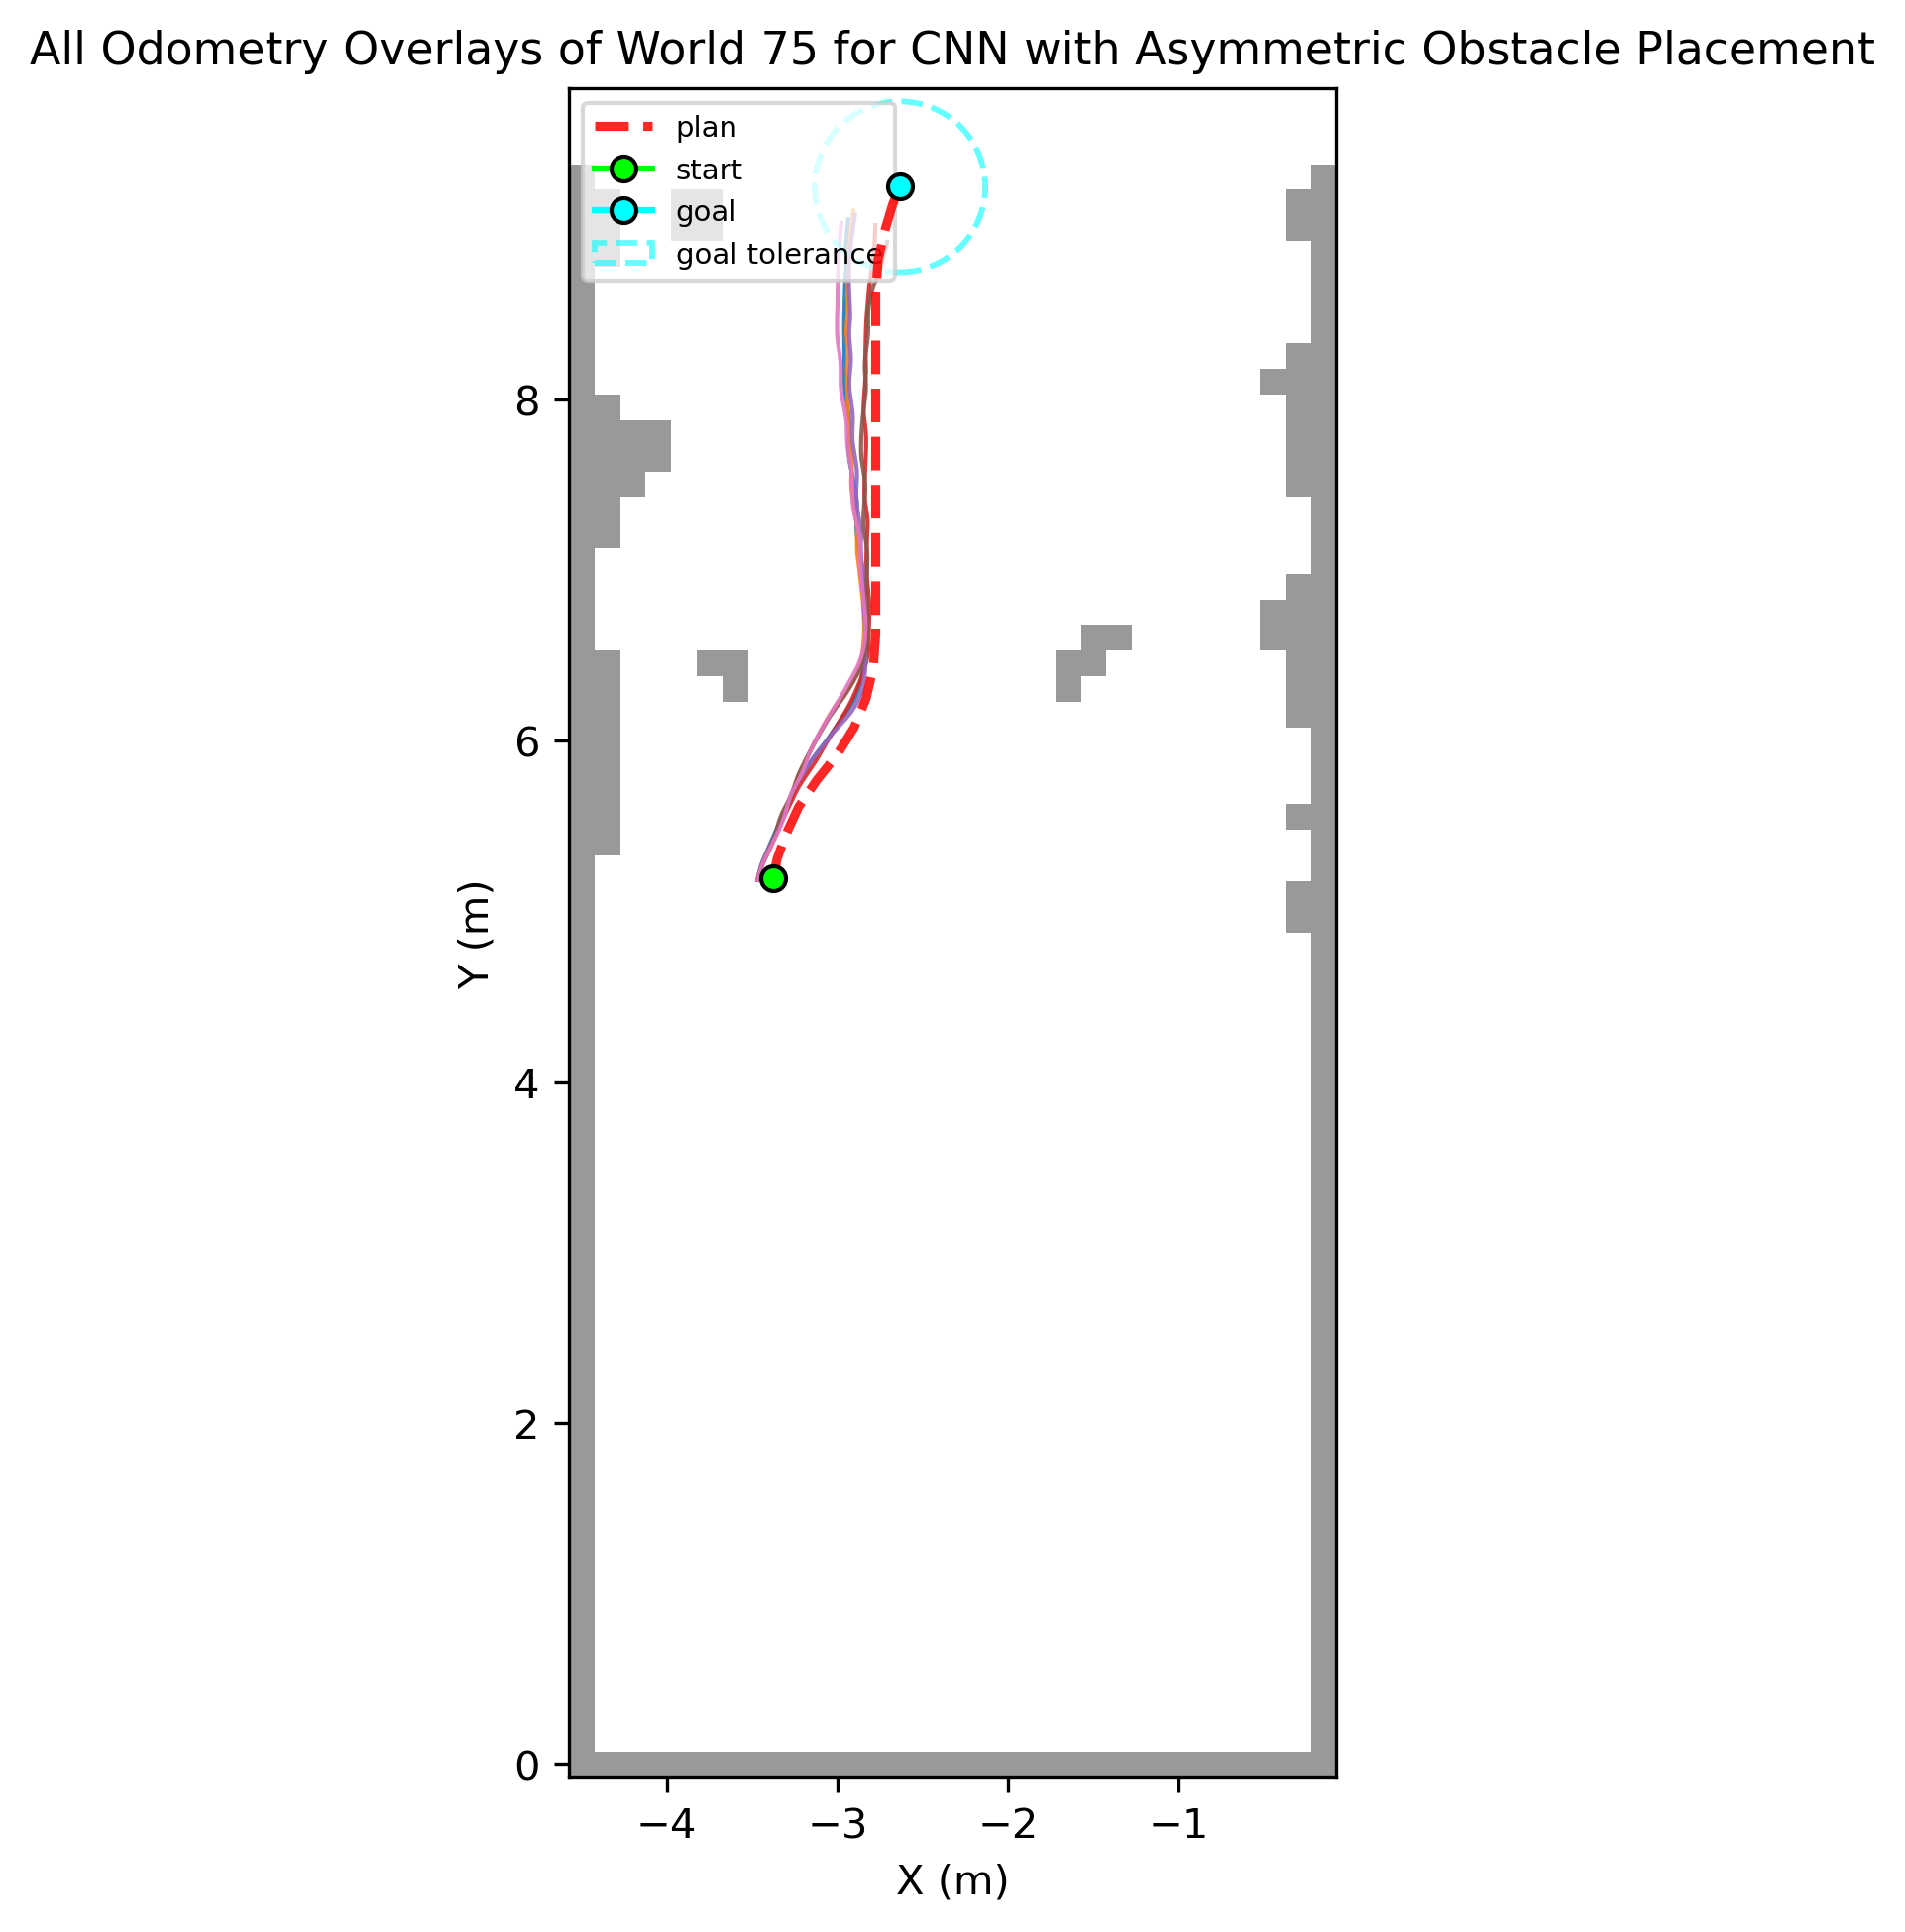 All Odometry Overlays of World 75 for CNN with Asymmetric Obstacle Placement
plan
start
goal
goal tolerance
8
6
4
2
0
Y (m)
−4
−3
−2
−1
X (m)